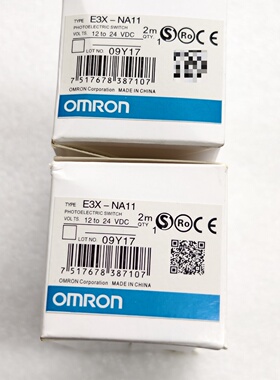 TYPE E3X-NA11
PHOTOELECTRIC SWITCH
VOLTS. 12 to 24 VDC
2m
QTY. 1
LOT NO. 09Y17
7 517678 387107
OMRON
OMRON Corporation MADE IN CHINA
TYPE E3X-NA11
PHOTOELECTRIC SWITCH
VOLTS. 12 to 24 VDC
2m
QTY. 1
LOT NO. 09Y17
7 517678 387107
OMRON
OMRON Corporation MADE IN CHINA